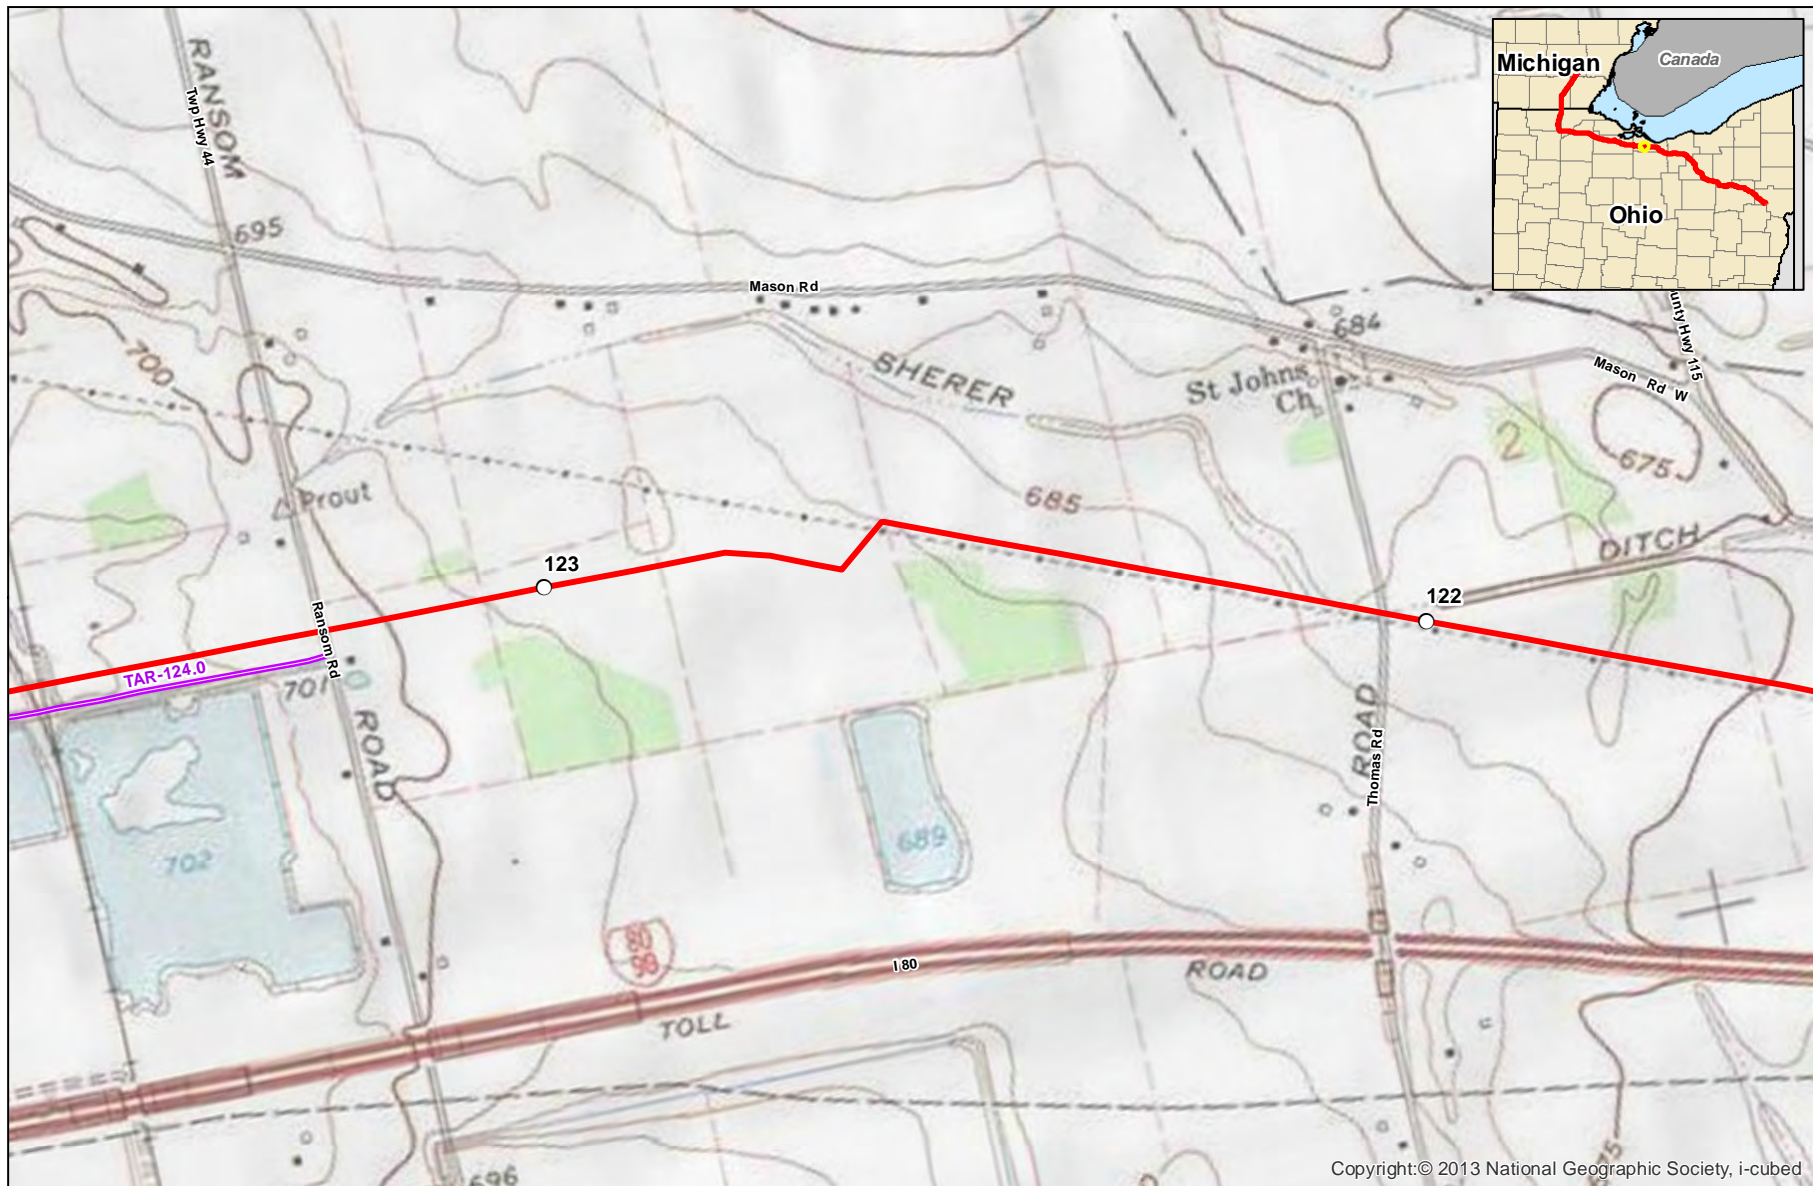 Michigan
Canada
Ohio
RANSOM
Twp Hwy 44
695
Mason Rd
684
unty Hwy 115
700
SHERER
St Johns
Ch
Mason Rd W
2
675
Prout
685
DITCH
123
122
Ransom Rd
TAR-124.0
701
ROAD
ROAD
Thomas Rd
689
702
80
90
I 80
ROAD
TOLL
696
75
Copyright:© 2013 National Geographic Society, i-cubed